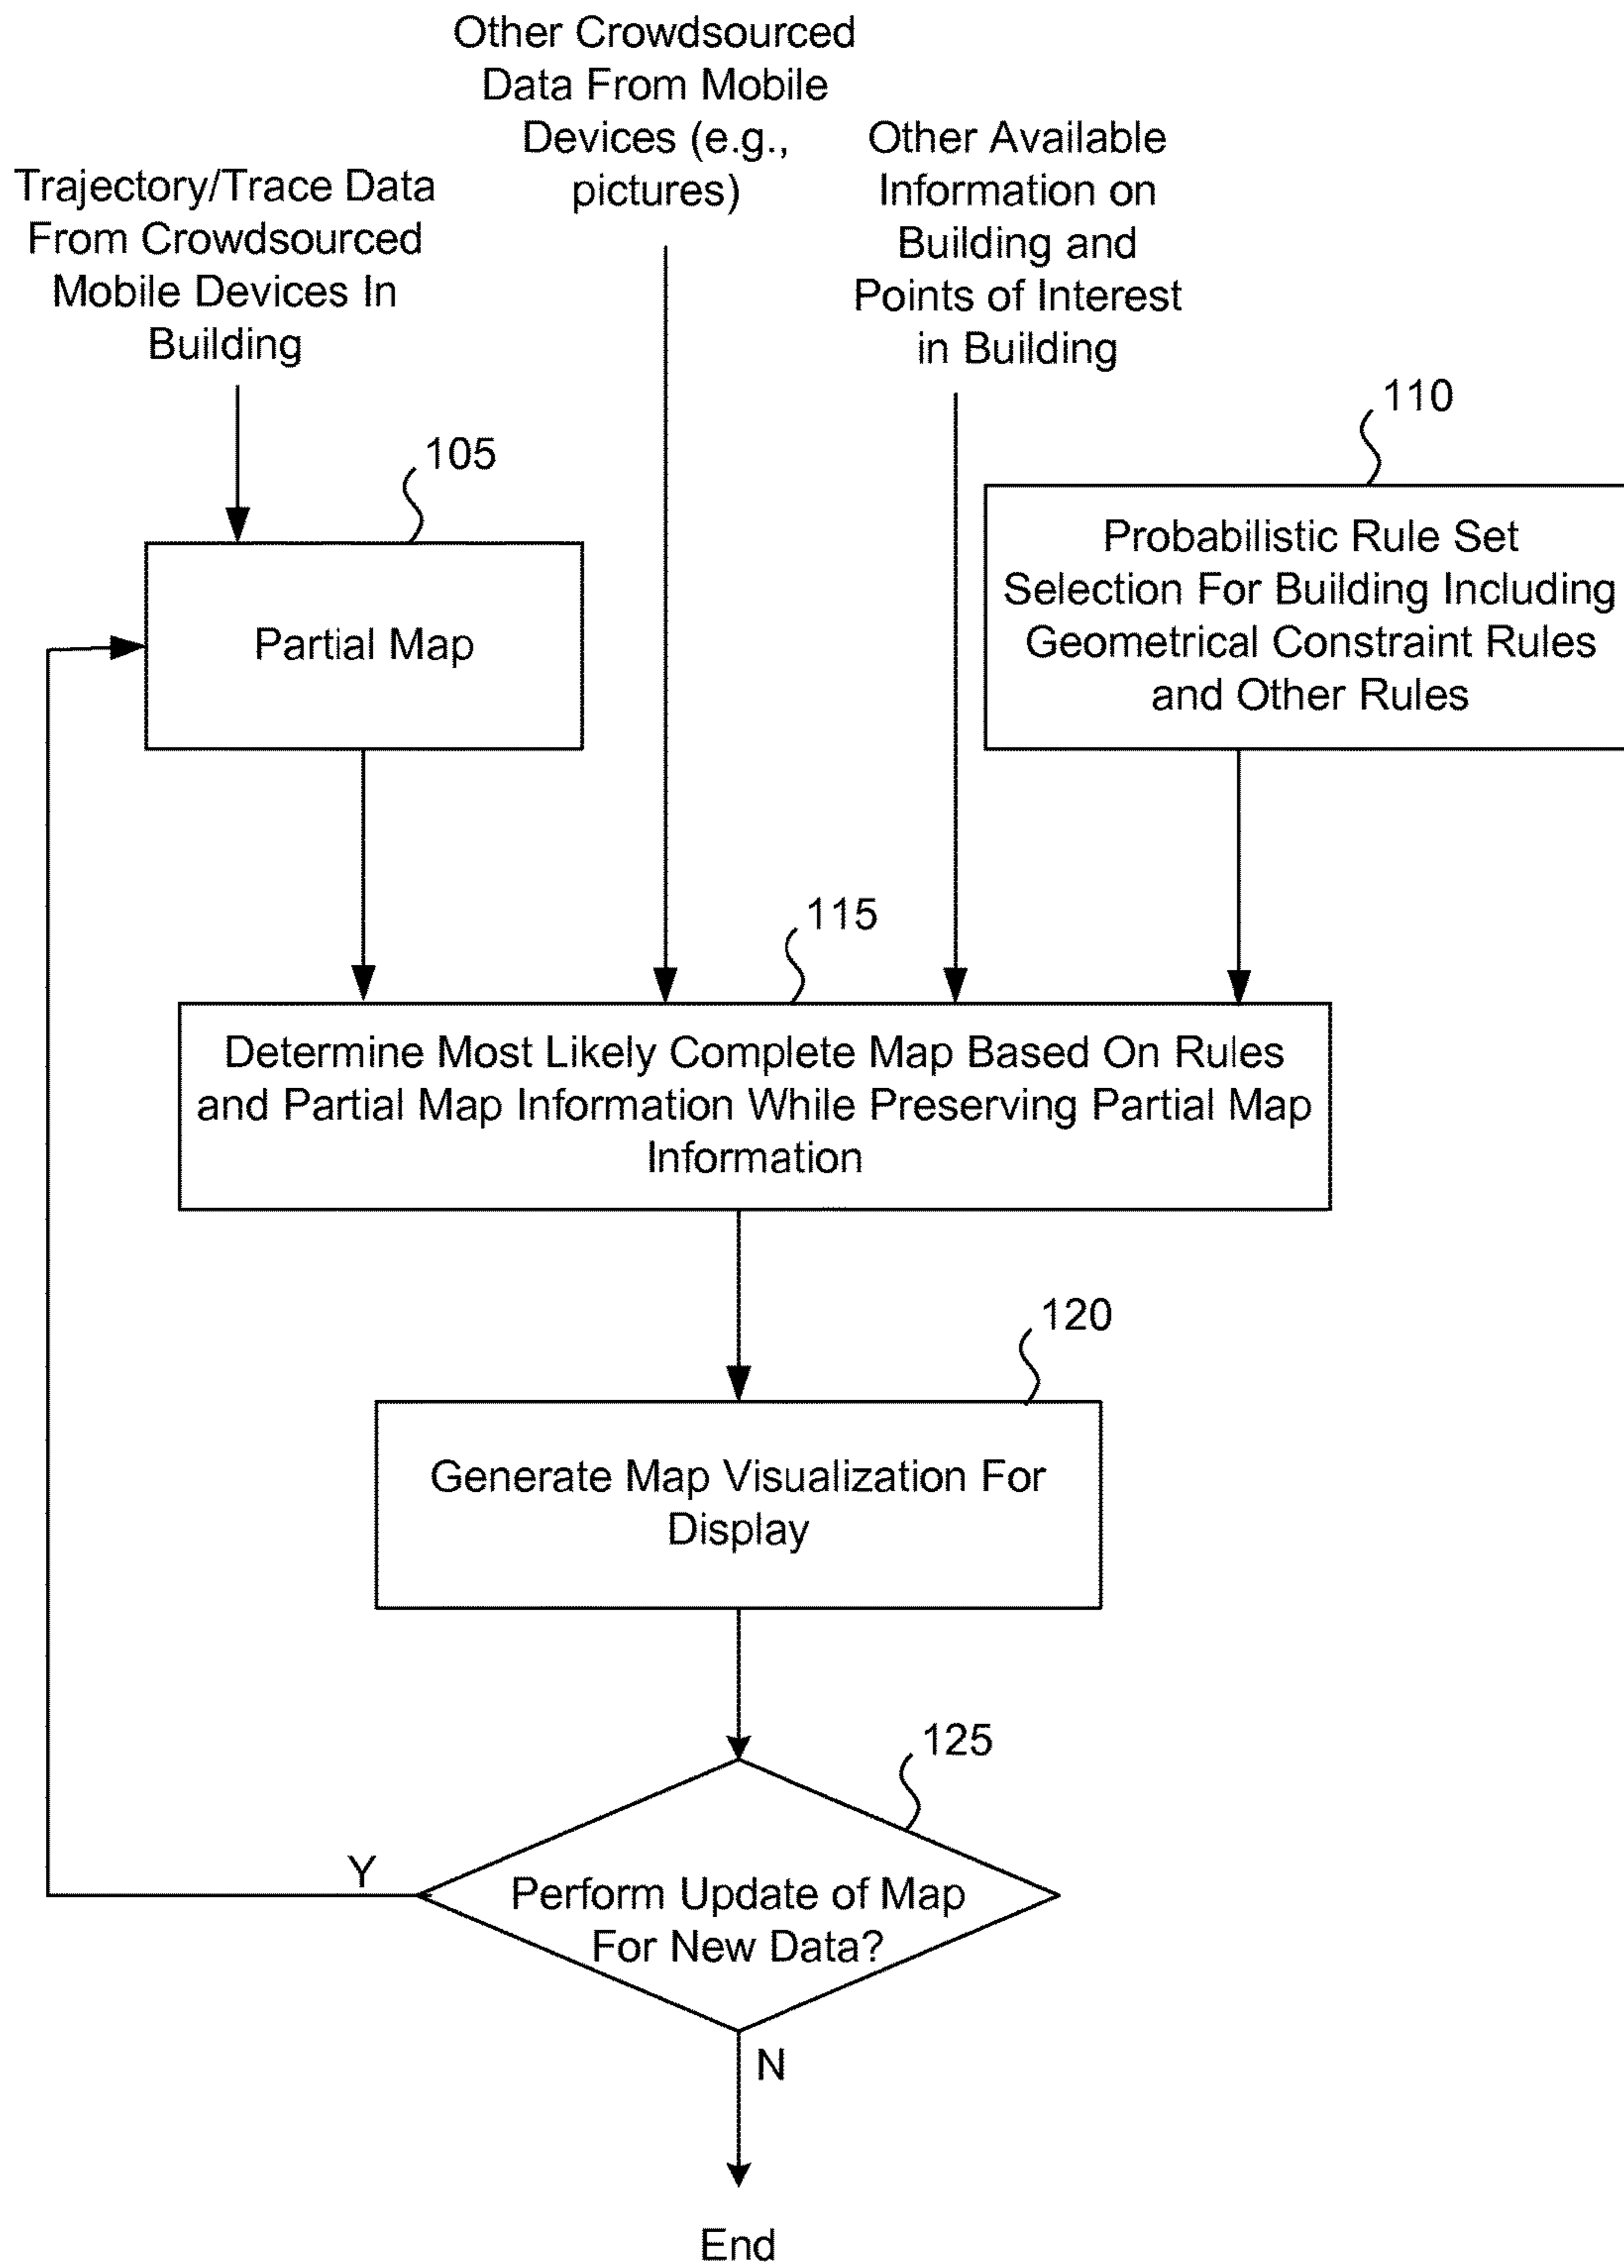 Other Crowdsourced
Data From Mobile
Devices (e.g.,
pictures)
Other Available
Information on
Building and
Points of Interest
in Building
Trajectory/Trace Data
From Crowdsourced
Mobile Devices In
Building
110
105
Probabilistic Rule Set
Selection For Building Including
Geometrical Constraint Rules
and Other Rules
Partial Map
115
Determine Most Likely Complete Map Based On Rules
and Partial Map Information While Preserving Partial Map
Information
120
Generate Map Visualization For
Display
125
Y
Perform Update of Map
For New Data?
N
End